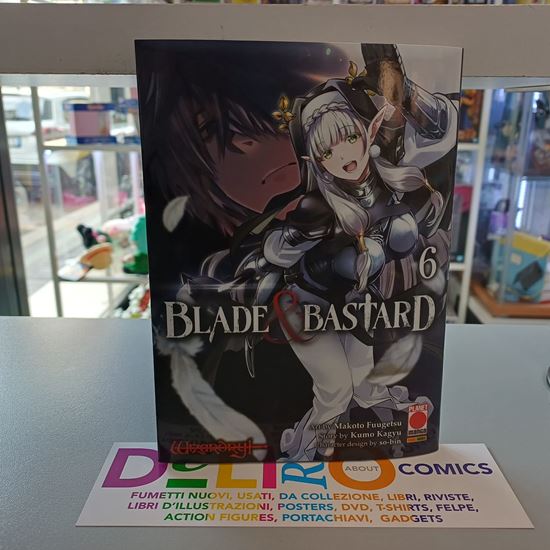 6
BLADE & BASTARD
Art by Makoto Fuugetsu
Story by Kumo Kagyu
Character design by so-bin
Wizardry
PLANET
MANGA
DELIRIO
ABOUT
COMICS
FUMETTI NUOVI, USATI, DA COLLEZIONE, LIBRI, RIVISTE,
LIBRI D'ILLUSTRAZIONI, POSTERS, DVD, T-SHIRTS, FELPE,
ACTION FIGURES, PORTACHIAVI, GADGETS